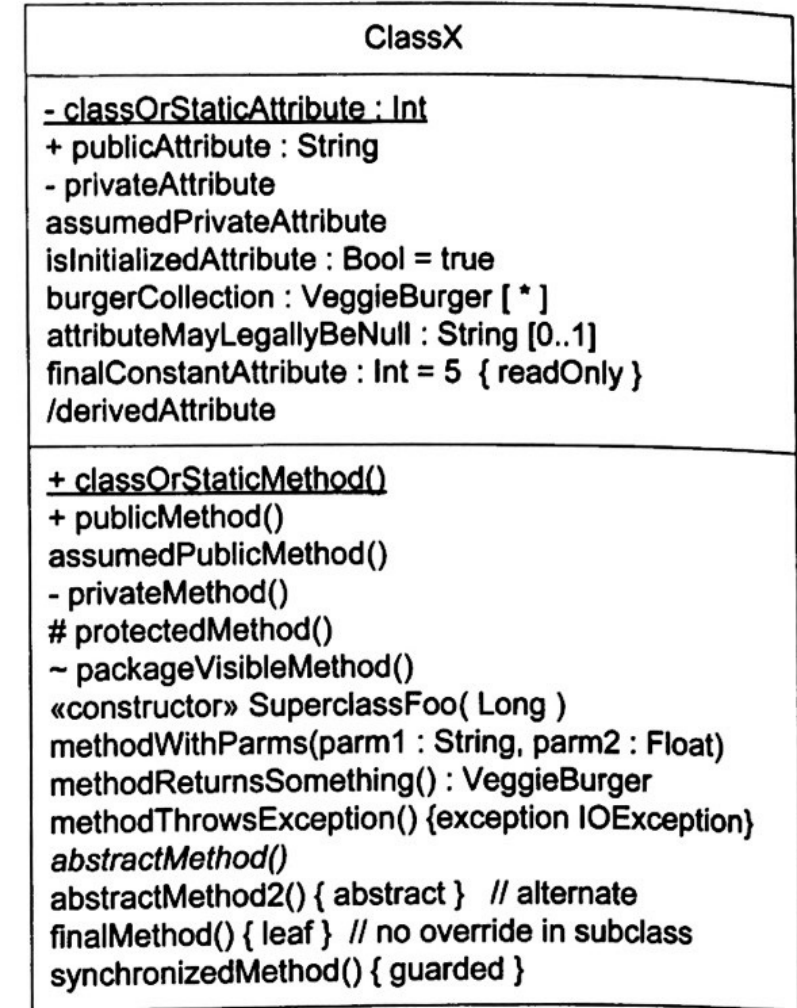 ClassX
- classOrStaticAttribute : Int
+ publicAttribute : String
- privateAttribute
assumedPrivateAttribute
isInitializedAttribute : Bool = true
burgerCollection : VeggieBurger [ * ]
attributeMayLegallyBeNull : String [0..1]
finalConstantAttribute : Int = 5 { readOnly }
/derivedAttribute
+ classOrStaticMethod()
+ publicMethod()
assumedPublicMethod()
- privateMethod()
# protectedMethod()
~ packageVisibleMethod()
«constructor» SuperclassFoo( Long )
methodWithParms(parm1 : String, parm2 : Float)
methodReturnsSomething() : VeggieBurger
methodThrowsException() {exception IOException}
abstractMethod()
abstractMethod2() { abstract } // alternate
finalMethod() { leaf } // no override in subclass
synchronizedMethod() { guarded }